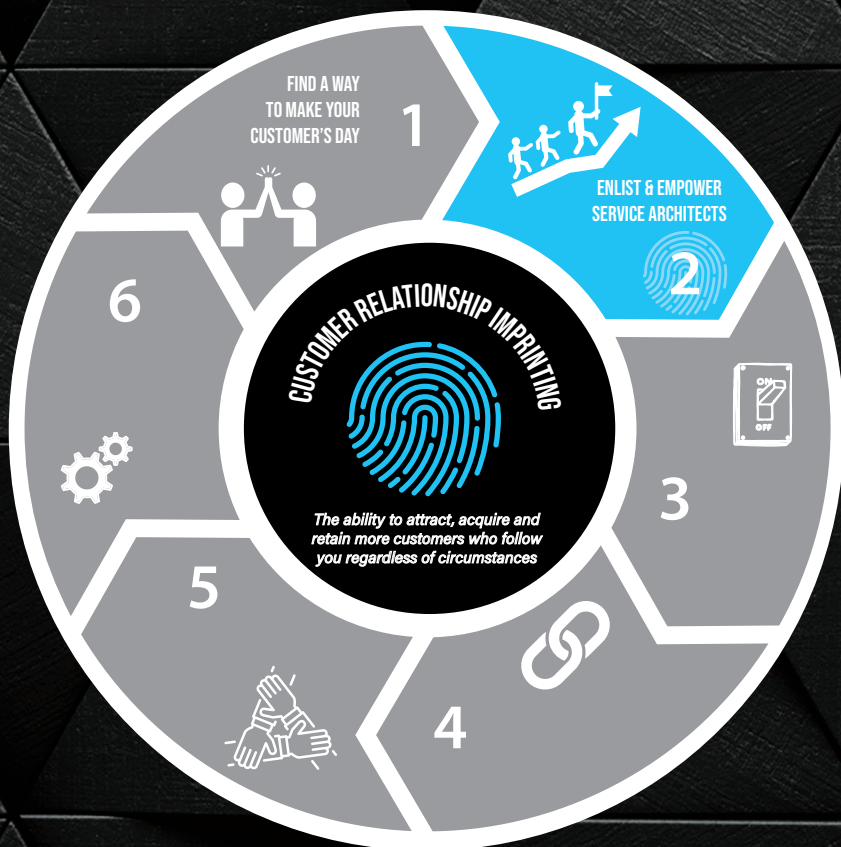 FIND A WAY
TO MAKE YOUR
CUSTOMER'S DAY
1
ENLIST & EMPOWER
SERVICE ARCHITECTS
2
ON
OFF
3
4
5
6
CUSTOMER RELATIONSHIP IMPRINTING
The ability to attract, acquire and
retain more customers who follow
you regardless of circumstances